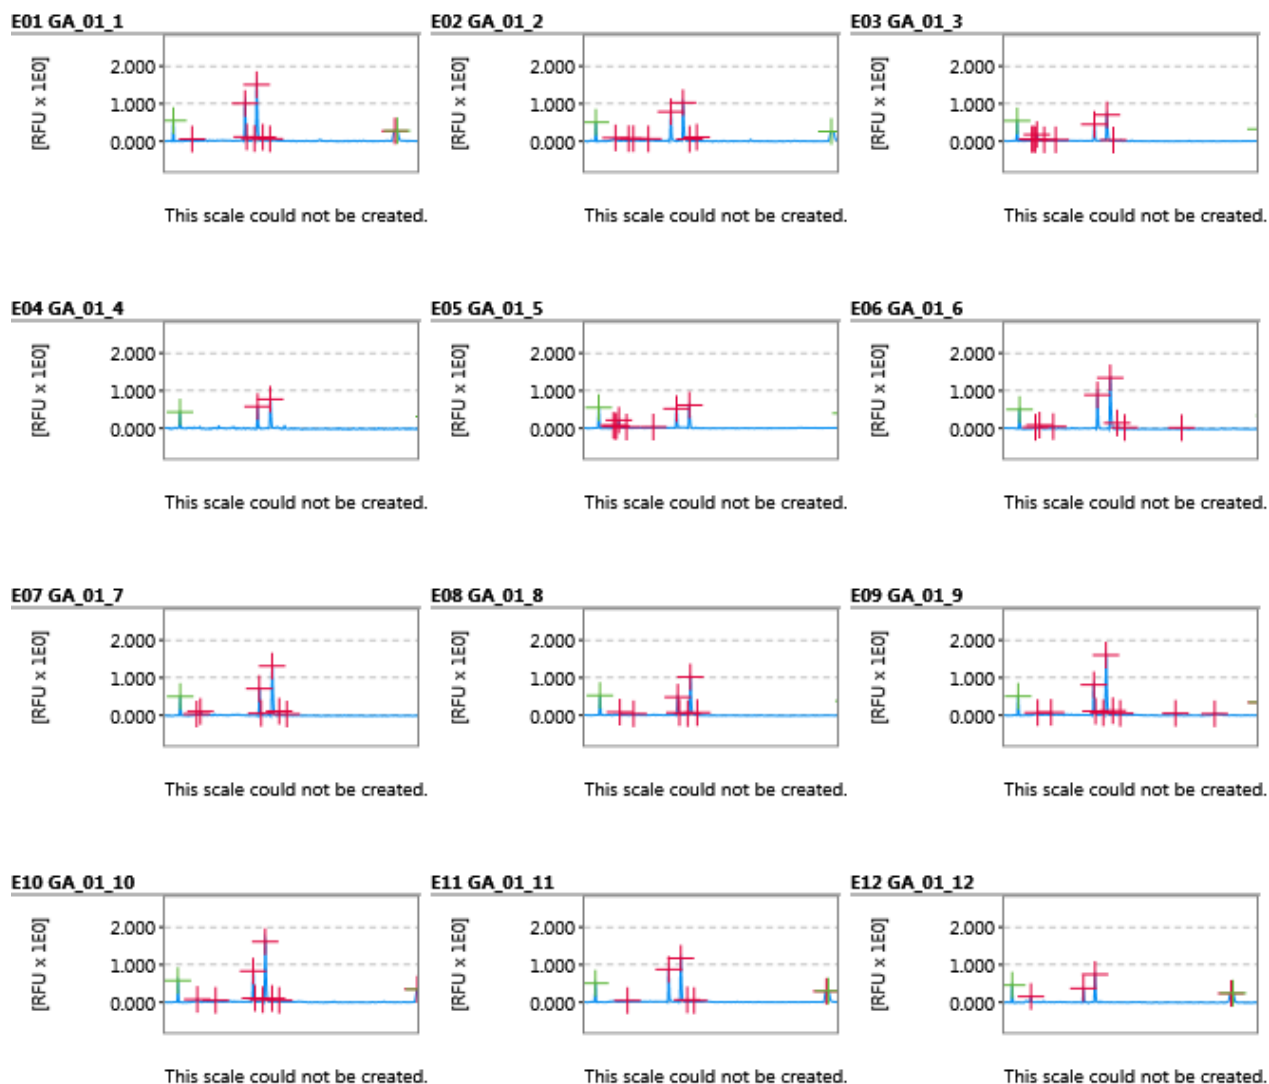 E01 GA_01_1 E02 GA_01_2 E03 GA_01_3
[RFU x 1E0] 2.000 1.000 0.000 [RFU x 1E0] 2.000 1.000 0.000 [RFU x 1E0] 2.000 1.000 0.000
This scale could not be created. This scale could not be created. This scale could not be created.
E04 GA_01_4 E05 GA_01_5 E06 GA_01_6
[RFU x 1E0] 2.000 1.000 0.000 [RFU x 1E0] 2.000 1.000 0.000 [RFU x 1E0] 2.000 1.000 0.000
This scale could not be created. This scale could not be created. This scale could not be created.
E07 GA_01_7 E08 GA_01_8 E09 GA_01_9
[RFU x 1E0] 2.000 1.000 0.000 [RFU x 1E0] 2.000 1.000 0.000 [RFU x 1E0] 2.000 1.000 0.000
This scale could not be created. This scale could not be created. This scale could not be created.
E10 GA_01_10 E11 GA_01_11 E12 GA_01_12
[RFU x 1E0] 2.000 1.000 0.000 [RFU x 1E0] 2.000 1.000 0.000 [RFU x 1E0] 2.000 1.000 0.000
This scale could not be created. This scale could not be created. This scale could not be created.